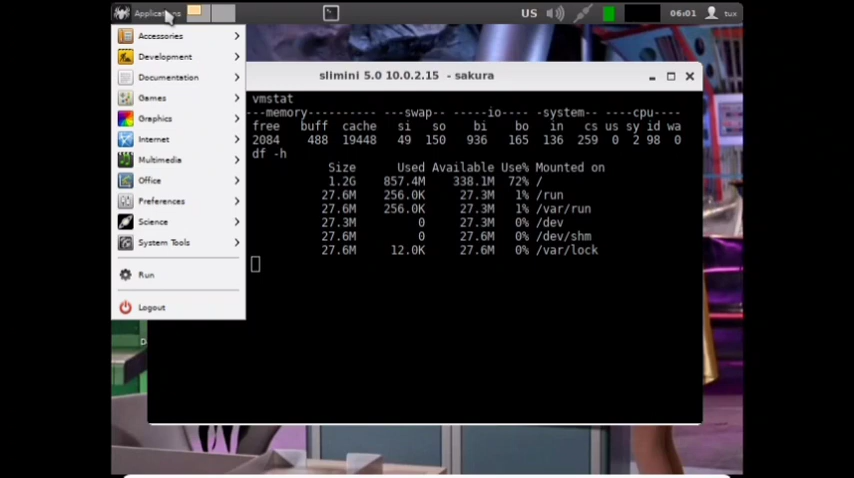 Applications
US
06:01
tux
Accessories
Development
Documentation
Games
Graphics
Internet
Multimedia
Office
Preferences
Science
System Tools
Run
Logout
slimini 5.0 10.0.2.15 - sakura
vmstat
---memory---------- ---swap-- -----io---- -system-- ----cpu----
free buff cache si so bi bo in cs us sy id wa
2084 488 19448 49 150 936 165 136 259 0 2 98 0
df -h
Size Used Available Use% Mounted on
1.2G 857.4M 338.1M 72% /
27.6M 256.0K 27.3M 1% /run
27.6M 256.0K 27.3M 1% /var/run
27.3M 0 27.3M 0% /dev
27.6M 0 27.6M 0% /dev/shm
27.6M 12.0K 27.6M 0% /var/lock